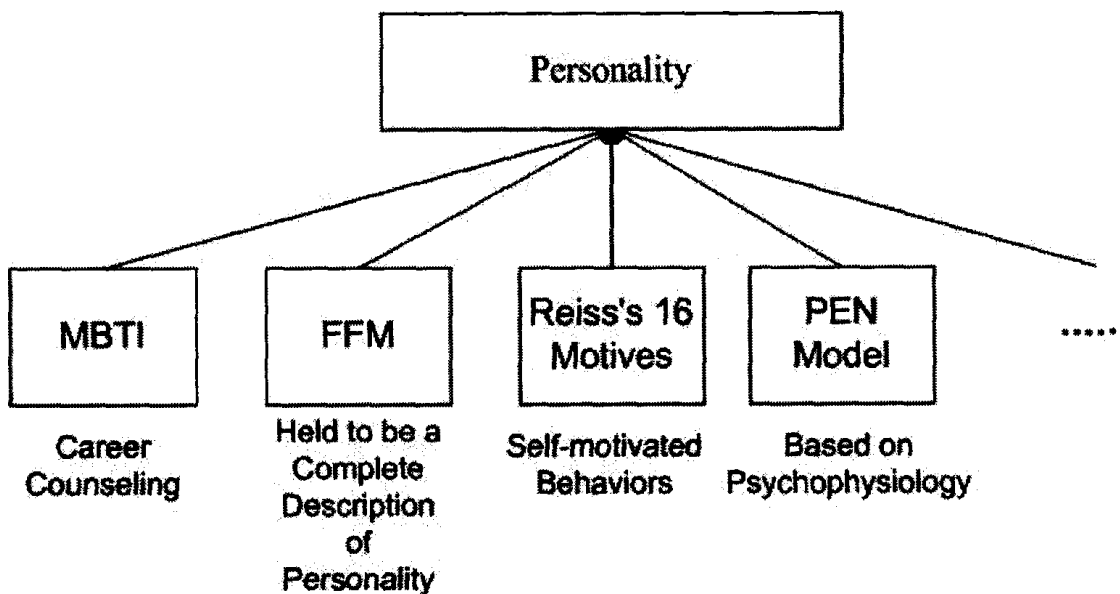 Personality
MBTI
FFM
Reiss's 16
Motives
PEN
Model
.....
Career
Counseling
Held to be a
Complete
Description
of
Personality
Self-motivated
Behaviors
Based on
Psychophysiology